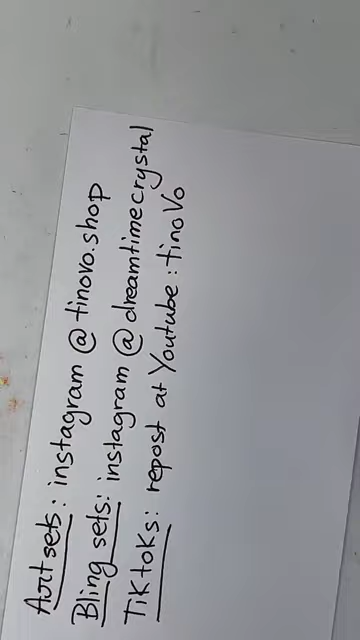 Art sets: instagram @ tinovo.shop
Bling sets: instagram @ dreamtimecrystal
Tiktoks: repost at Youtube: tinoVo